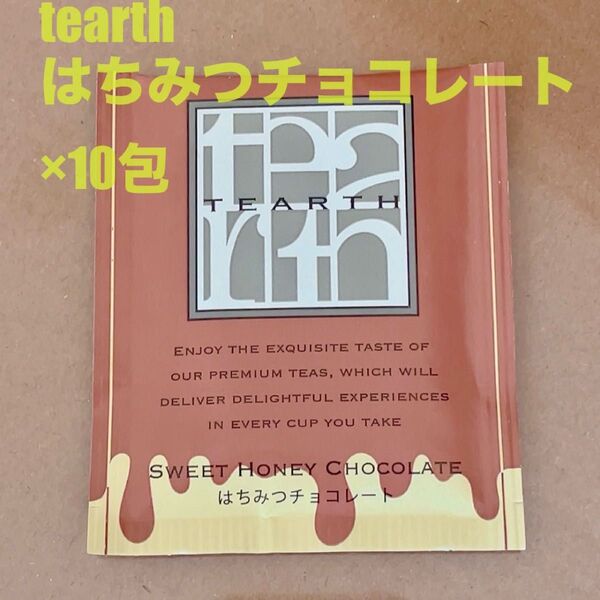 tearth
はちみつチョコレート
×10包
tea
TEARTH
rth
ENJOY THE EXQUISITE TASTE OF
OUR PREMIUM TEAS, WHICH WILL
DELIVER DELIGHTFUL EXPERIENCES
IN EVERY CUP YOU TAKE
SWEET HONEY CHOCOLATE
はちみつチョコレート